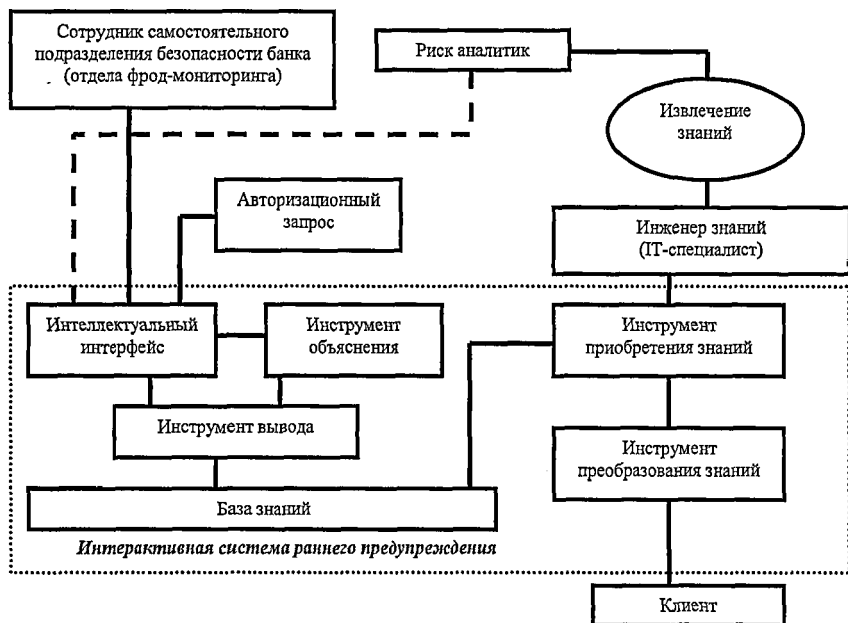 Сотрудник самостоятельного
подразделения безопасности банка
(отдела фрод-мониторинга)
Риск аналитик
Извлечение
знаний
Авторизационный
запрос
Инженер знаний
(IT-специалист)
Интеллектуальный
интерфейс
Инструмент
объяснения
Инструмент
приобретения знаний
Инструмент вывода
Инструмент
преобразования знаний
База знаний
Интерактивная система раннего предупреждения
Клиент